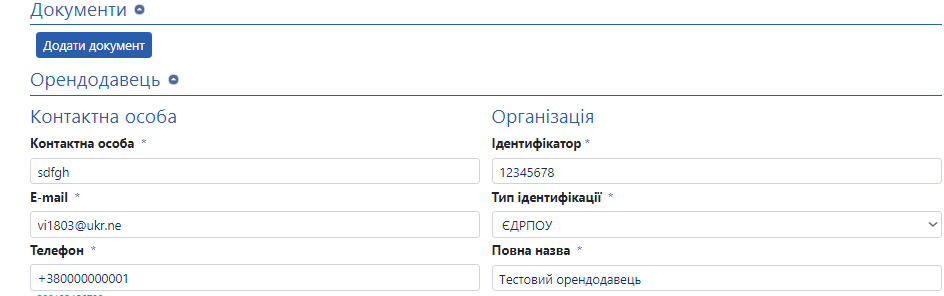 Документи
Додати документ
Орендодавець
Контактна особа
Організація
Контактна особа *
Ідентифікатор *
sdfgh
12345678
E-mail *
Тип ідентифікації *
vi1803@ukr.ne
ЄДРПОУ
Телефон *
Повна назва *
+380000000001
Тестовий орендодавець